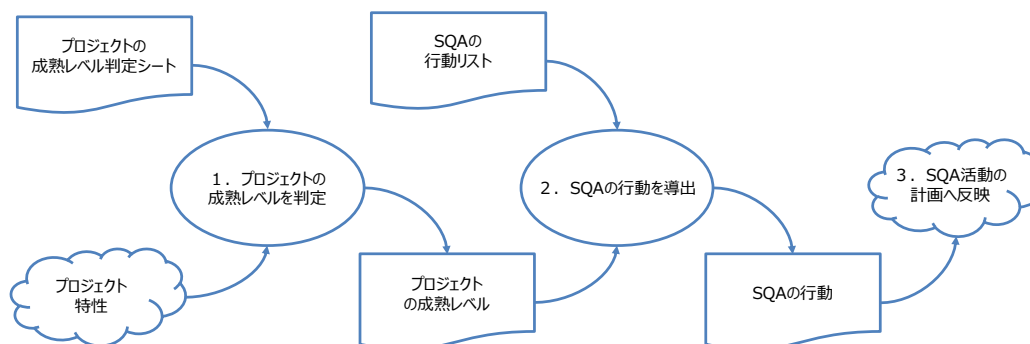 プロジェクトの
成熟レベル判定シート
SQAの
行動リスト
1．プロジェクトの
成熟レベルを判定
2．SQAの行動を導出
3．SQA活動の
計画へ反映
プロジェクト
特性
プロジェクト
の成熟レベル
SQAの行動